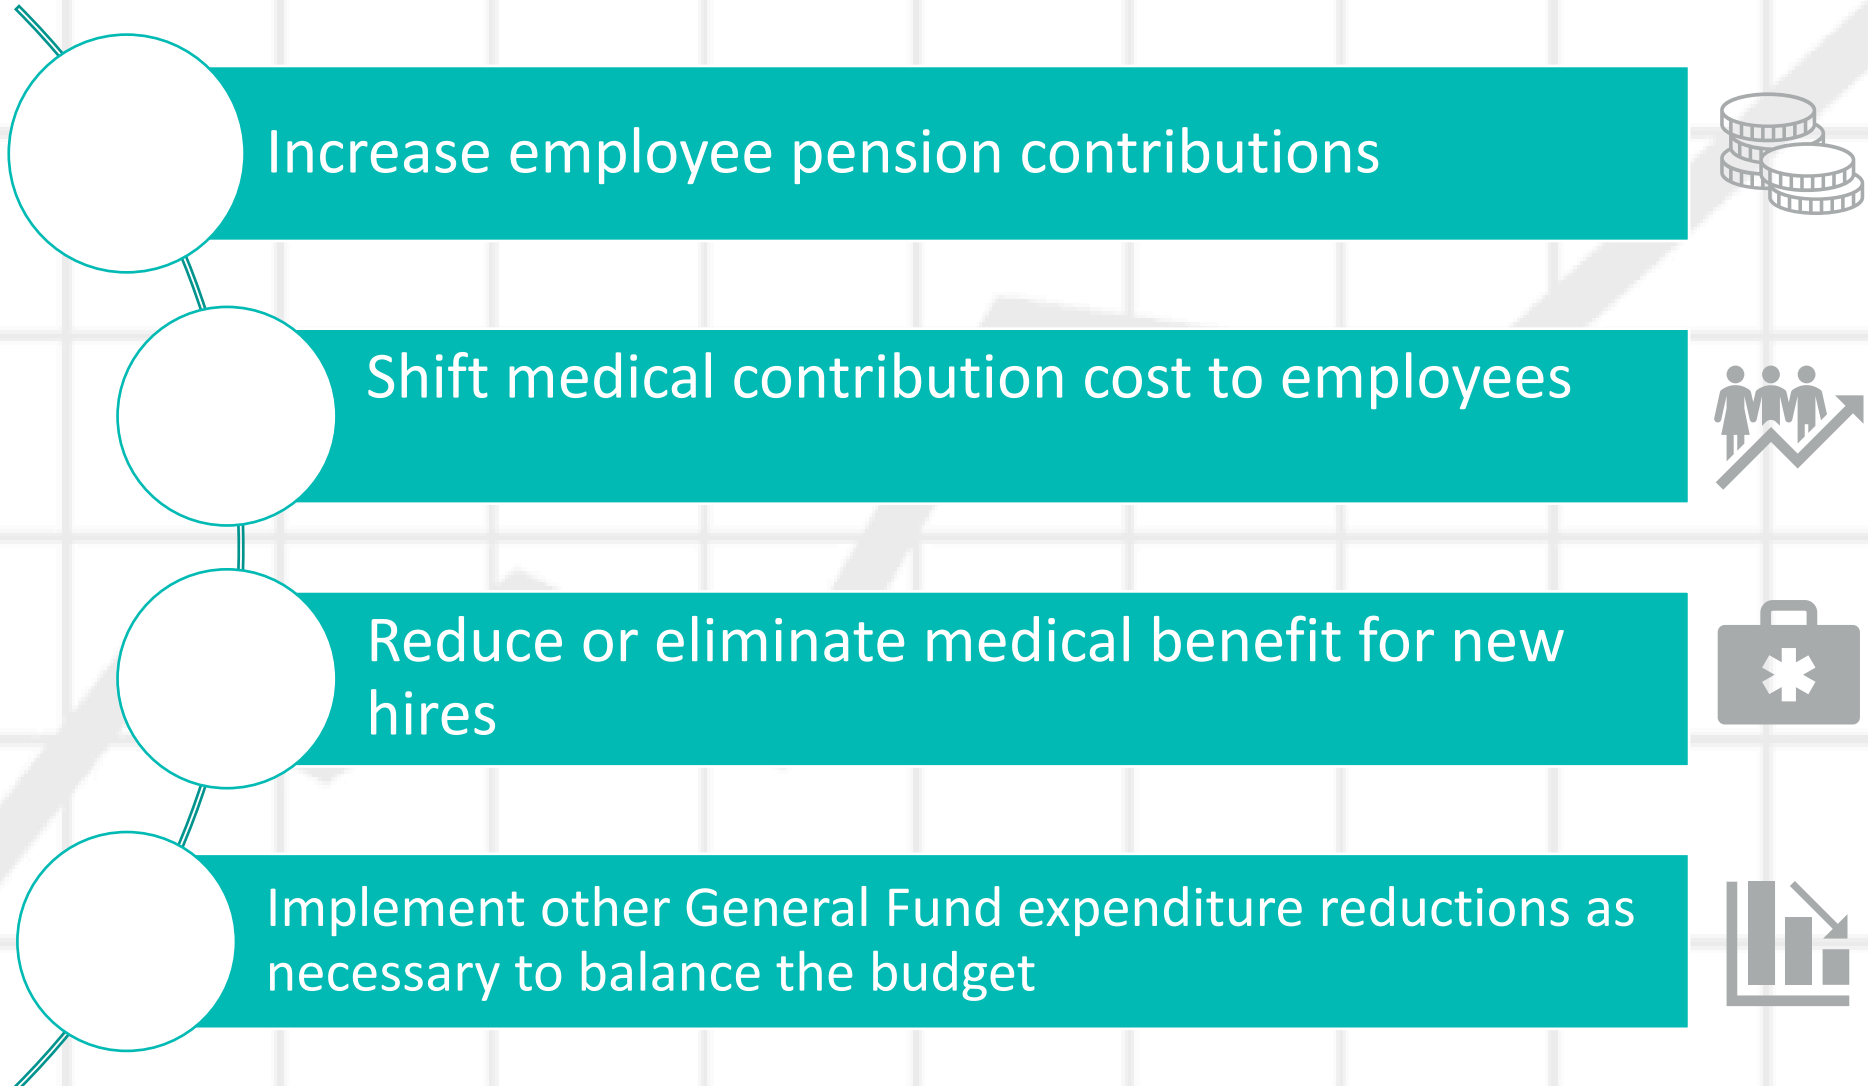 Increase employee pension contributions
Shift medical contribution cost to employees
Reduce or eliminate medical benefit for new
hires
Implement other General Fund expenditure reductions as
necessary to balance the budget